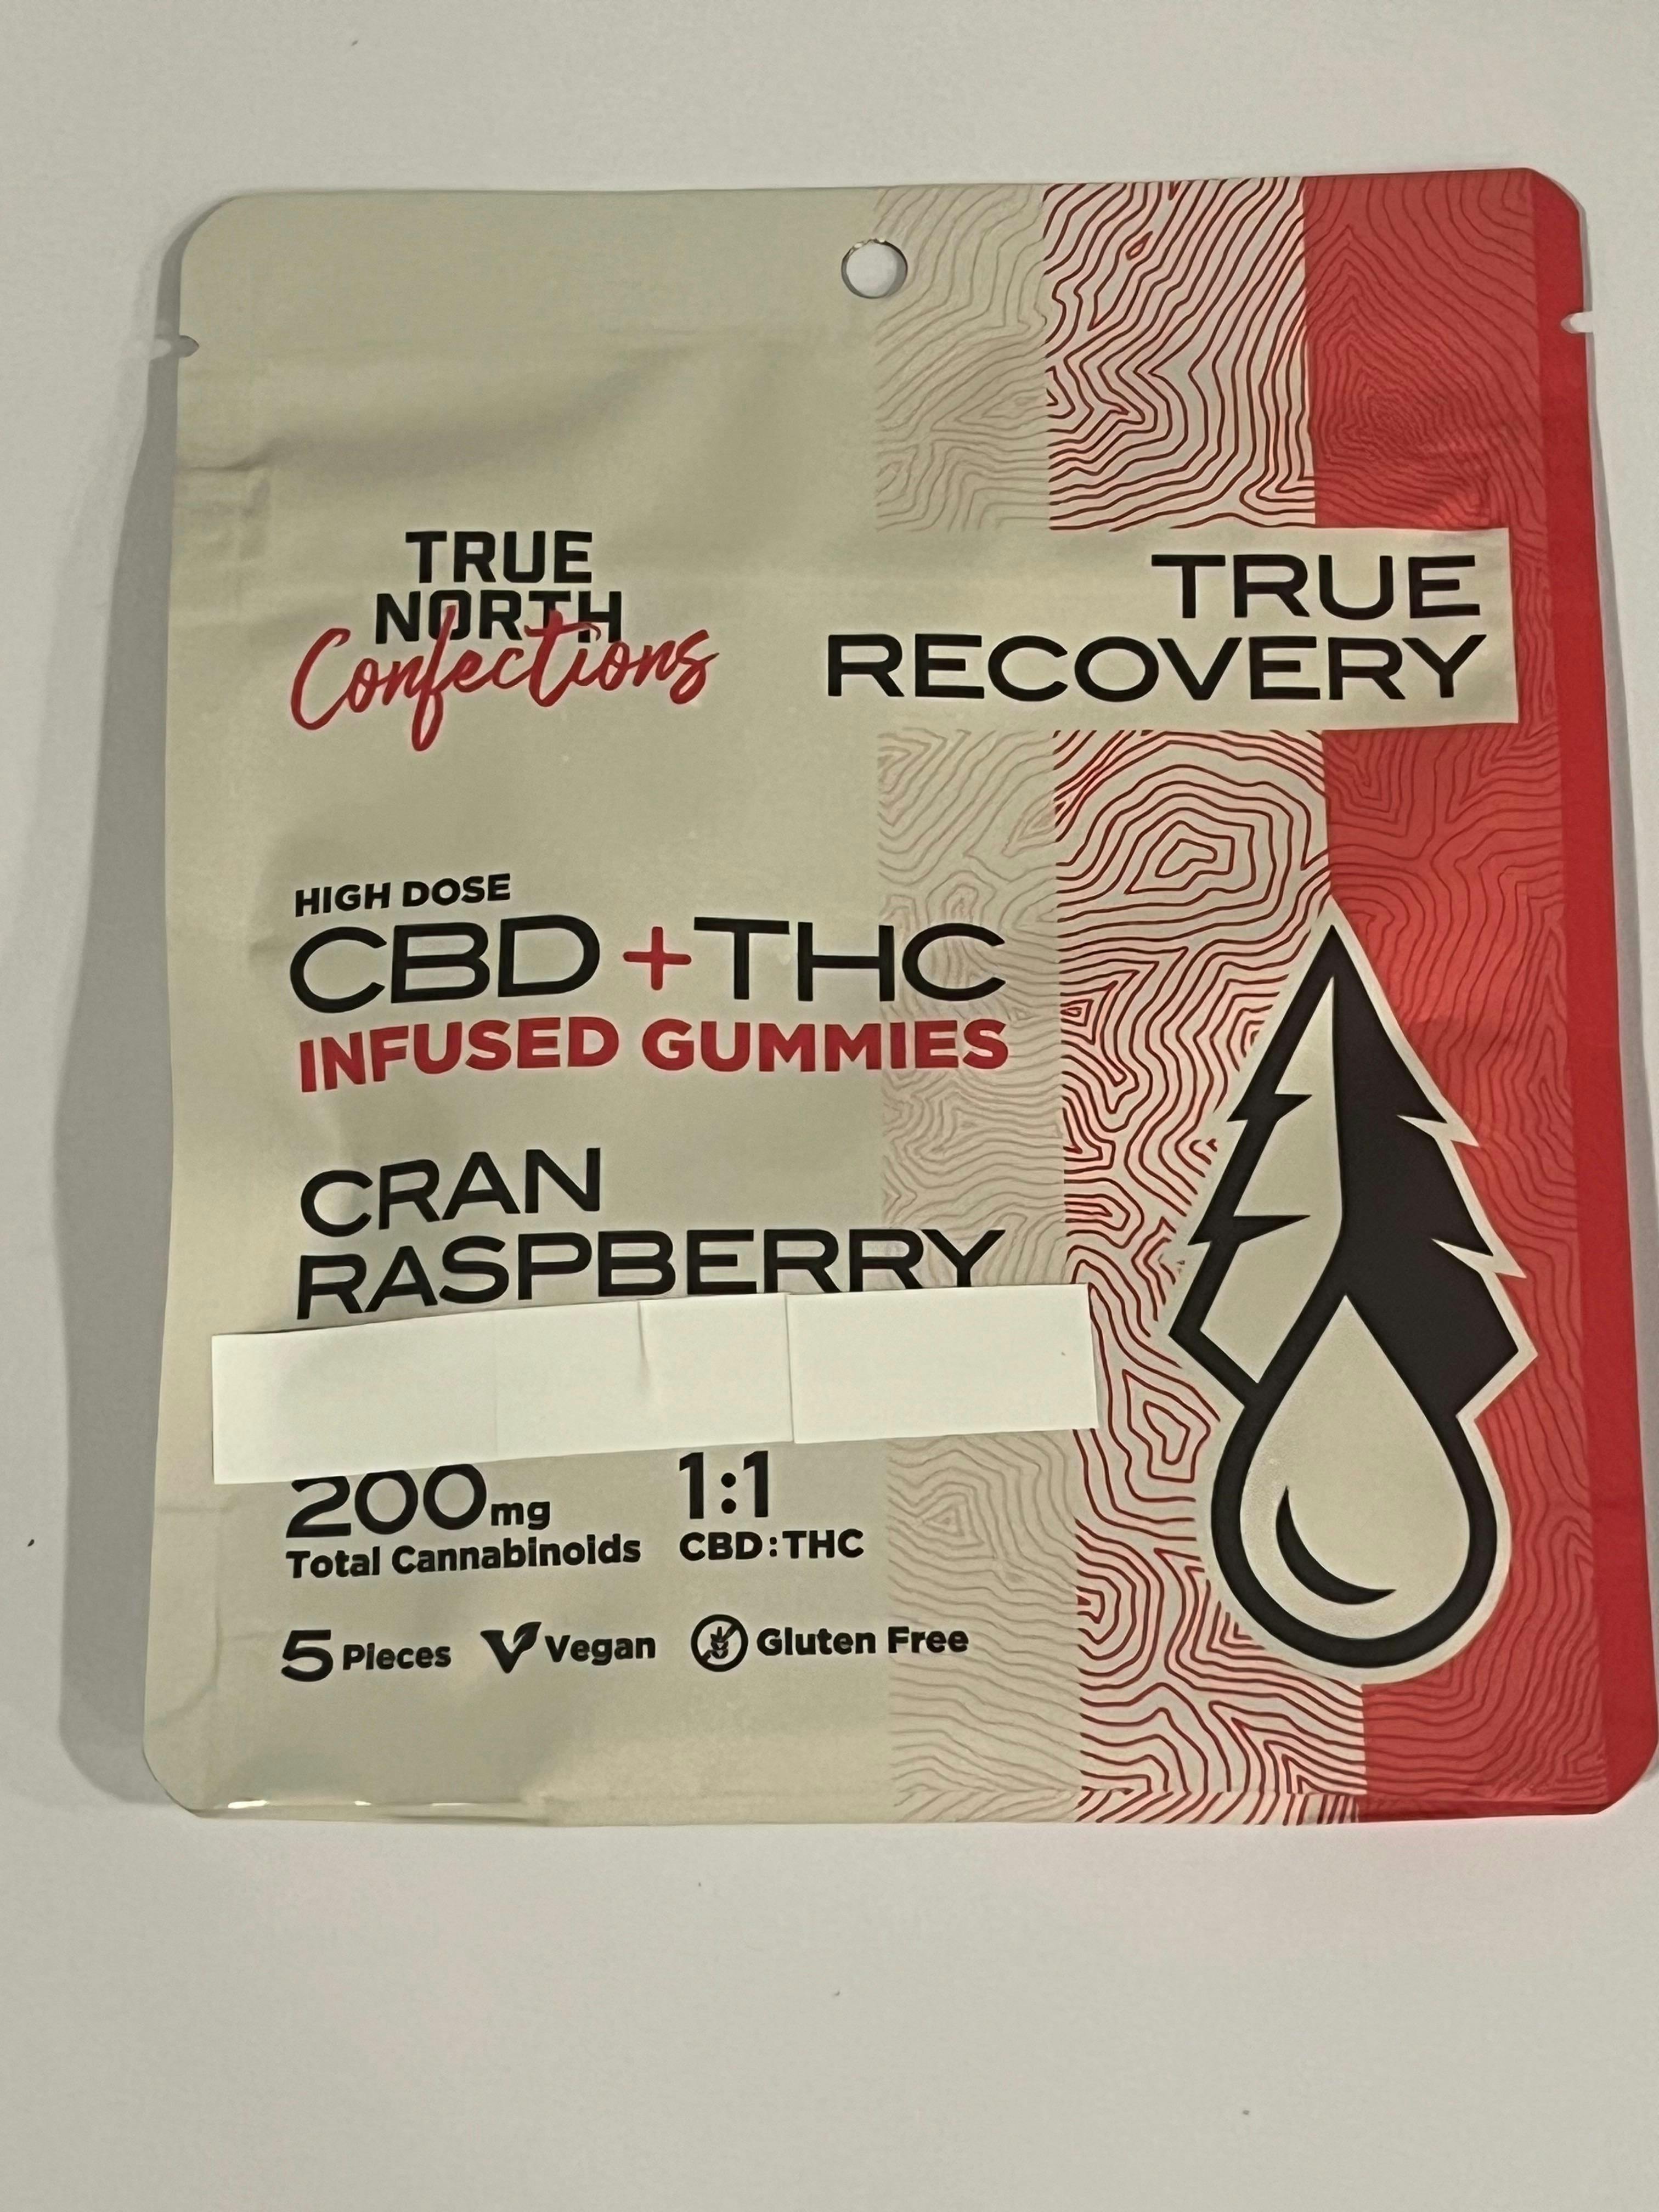 TRUE
NORTH
Confections
TRUE
RECOVERY
HIGH DOSE
CBD + THC
INFUSED GUMMIES
CRAN
RASPBERRY
200mg
Total Cannabinoids
1:1
CBD:THC
5 Pieces Vegan Gluten Free